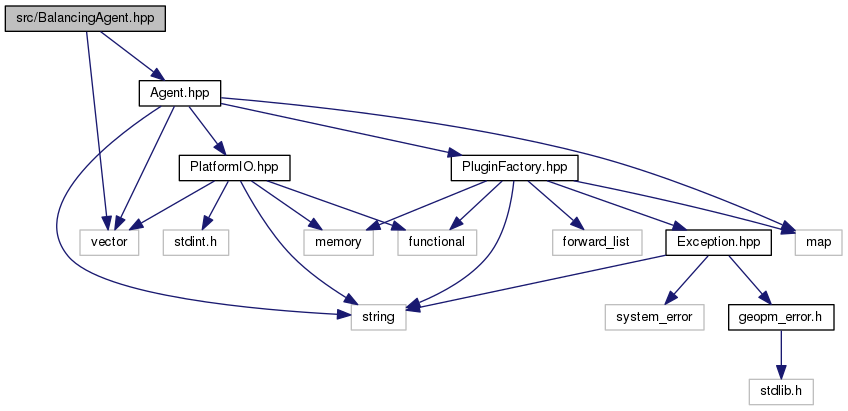 src/BalancingAgent.hpp
Agent.hpp
PlatformIO.hpp
PluginFactory.hpp
vector
stdint.h
memory
functional
forward_list
Exception.hpp
map
string
system_error
geopm_error.h
stdlib.h